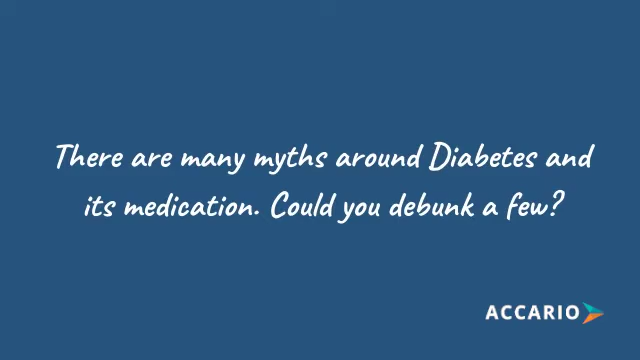 There are many myths around Diabetes and
its medication. Could you debunk a few?
ACCARIO